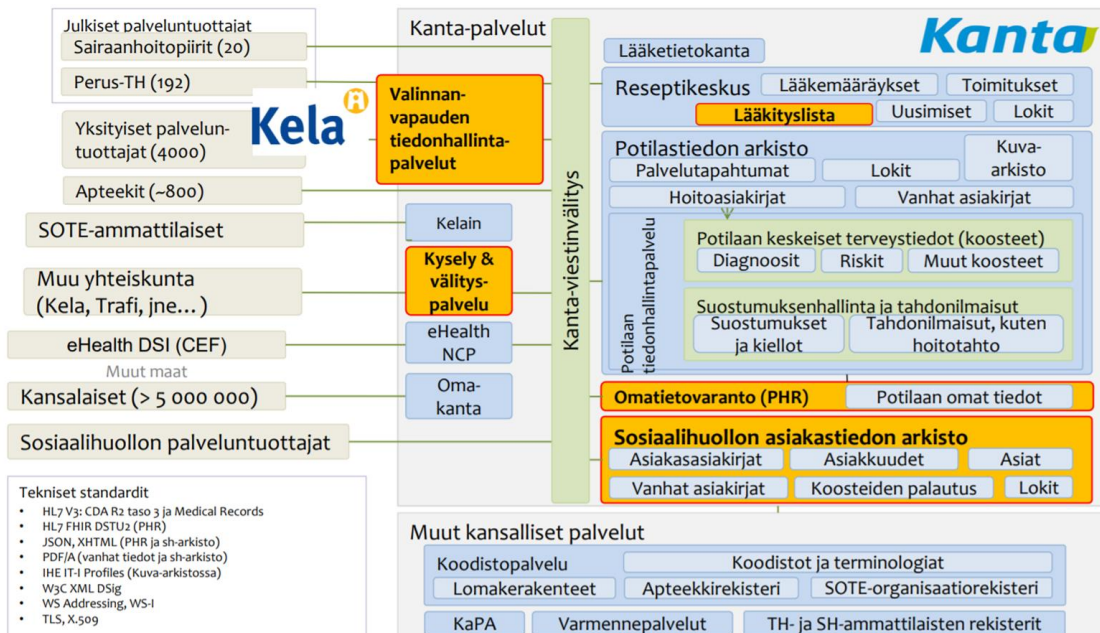 Julkiset palveluntuottajat
Sairaanhoitopiirit (20)
Perus-TH (192)
Yksityiset palvelun-
tuottajat (4000)
Apteekit (~800)
SOTE-ammattilaiset
Muu yhteiskunta
(Kela, Trafi, jne…)
eHealth DSI (CEF)
Muut maat
Kansalaiset (> 5 000 000)
Sosiaalihuollon palveluntuottajat
Tekniset standardit
• HL7 V3: CDA R2 taso 3 ja Medical Records
• HL7 FHIR DSTU2 (PHR)
• JSON, XHTML (PHR ja sh-arkisto)
• PDF/A (vanhat tiedot ja sh-arkisto)
• IHE IT-I Profiles (Kuva-arkistossa)
• W3C XML DSig
• WS Addressing, WS-I
• TLS, X.509
Kela
Kanta-palvelut
Valinnan-
vapauden
tiedonhallinta-
palvelut
Kelain
Kysely &
välitys-
palvelu
eHealth
NCP
Oma-
kanta
Kanta-viestinvälitys
Kanta
Lääketietokanta
Reseptikeskus
Lääkemääräykset
Toimitukset
Lääkityslista
Uusimiset
Lokit
Potilastiedon arkisto
Kuva-
arkisto
Palvelutapahtumat
Lokit
Hoitoasiakirjat
Vanhat asiakirjat
Potilaan
tiedonhallintapalvelu
Potilaan keskeiset terveystiedot (koosteet)
Diagnoosit
Riskit
Muut koosteet
Suostumuksenhallinta ja tahdonilmaisut
Suostumukset
ja kiellot
Tahdonilmaisut, kuten
hoitotahto
Omatietovaranto (PHR)
Potilaan omat tiedot
Sosiaalihuollon asiakastiedon arkisto
Asiakasasiakirjat
Asiakkuudet
Asiat
Vanhat asiakirjat
Koosteiden palautus
Lokit
Muut kansalliset palvelut
Koodistopalvelu
Koodistot ja terminologiat
Lomakerakenteet
Apteekkirekisteri
SOTE-organisaatiorekisteri
KaPA
Varmennepalvelut
TH- ja SH-ammattilaisten rekisterit